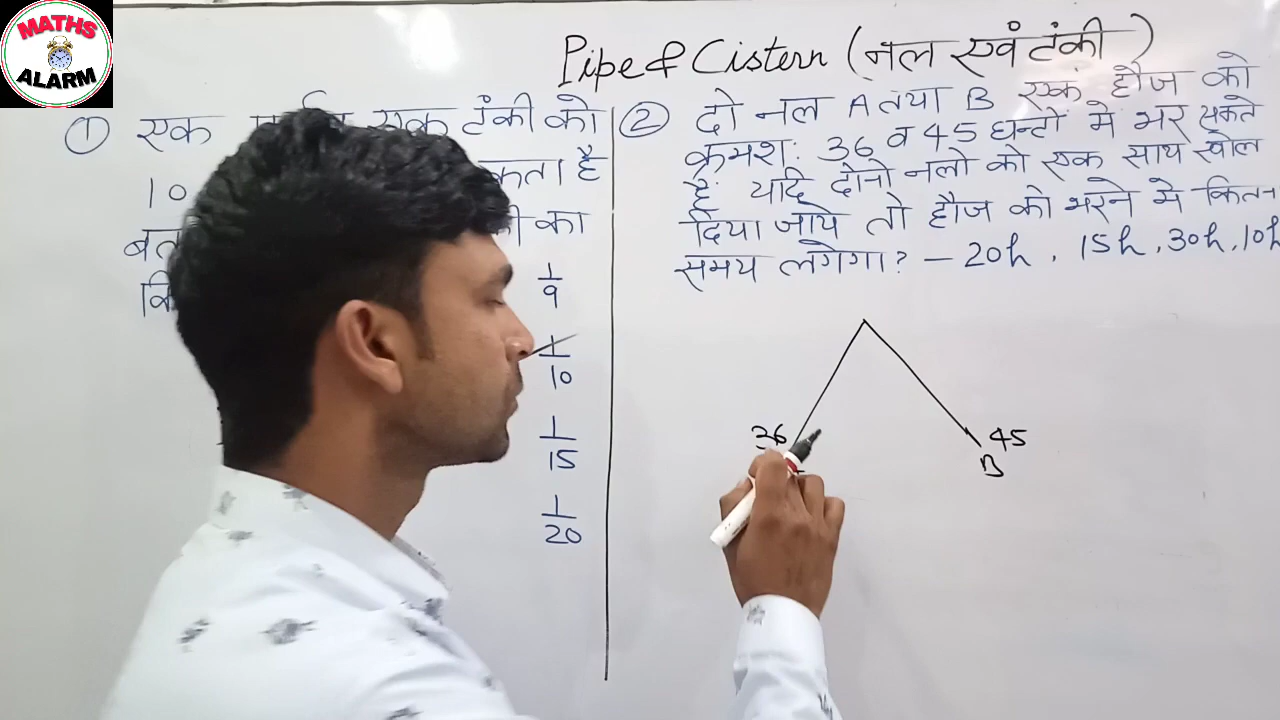 MATHS
ALARM
Pipe & Cistern (नल एवं टंकी)
① एक एक टंकी को
10 कता है
बत का
कि
1/9
1/10
1/15
1/20
② दो नल A तथा B एक हौज को
क्रमश: 36 व 45 घन्टों मे भर सकते
हैं यदि दोनो नलो को एक साथ खोल
दिया जाये तो हौज को भरने मे कितन
समय लगेगा? – 20h, 15h, 30h, 10h
36
45
B